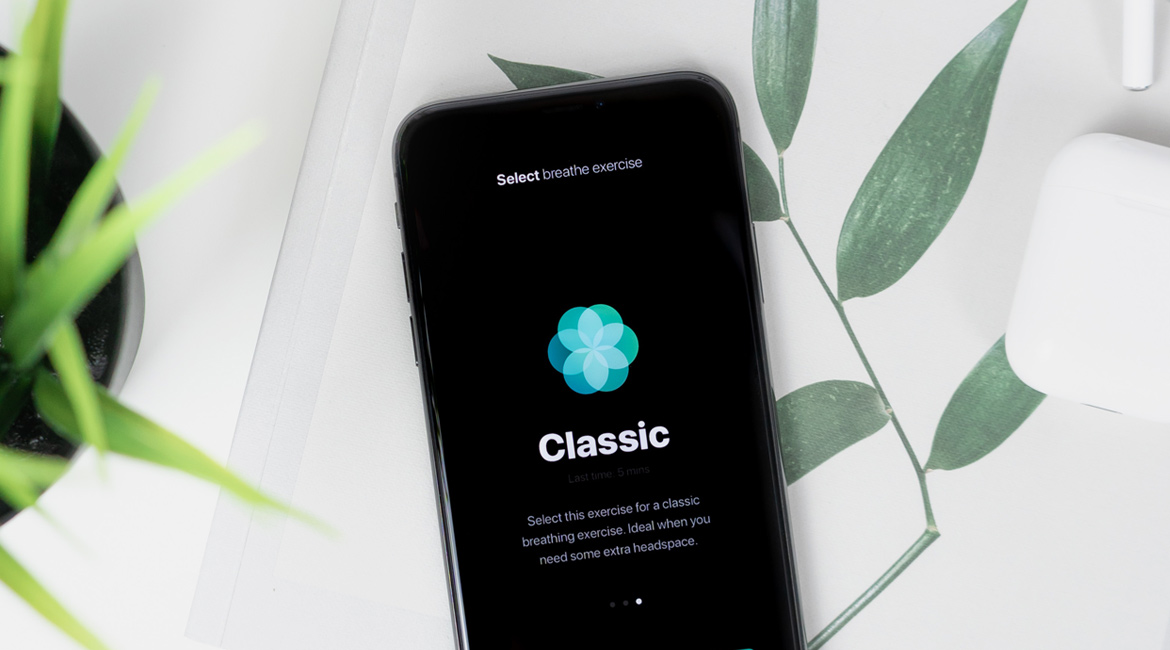 Select breathe exercise
Classic
Last time: 5 mins
Select this exercise for a classic
breathing exercise. Ideal when you
need some extra headspace.